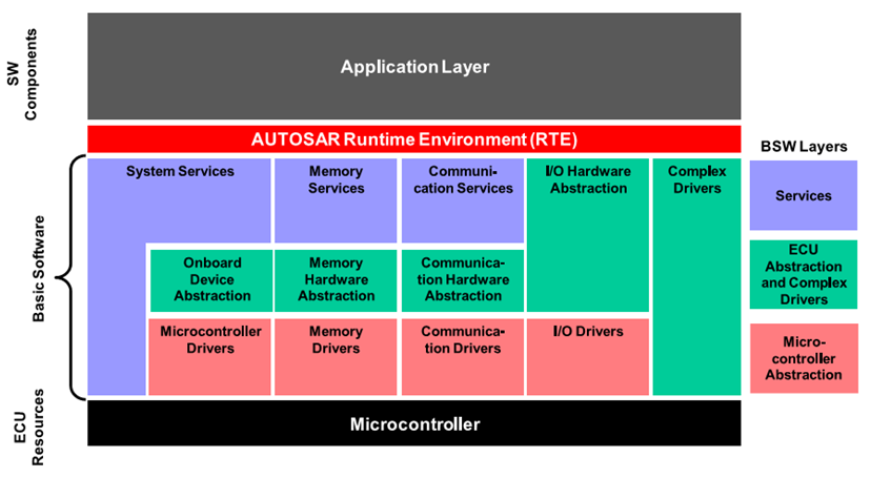 SW
Components
Application Layer
AUTOSAR Runtime Environment (RTE)
BSW Layers
Basic Software
System Services
Memory
Services
Communi-
cation Services
I/O Hardware
Abstraction
Complex
Drivers
Services
Onboard
Device
Abstraction
Memory
Hardware
Abstraction
Communica-
tion Hardware
Abstraction
ECU
Abstraction
and Complex
Drivers
Microcontroller
Drivers
Memory
Drivers
Communica-
tion Drivers
I/O Drivers
Micro-
controller
Abstraction
ECU
Resources
Microcontroller